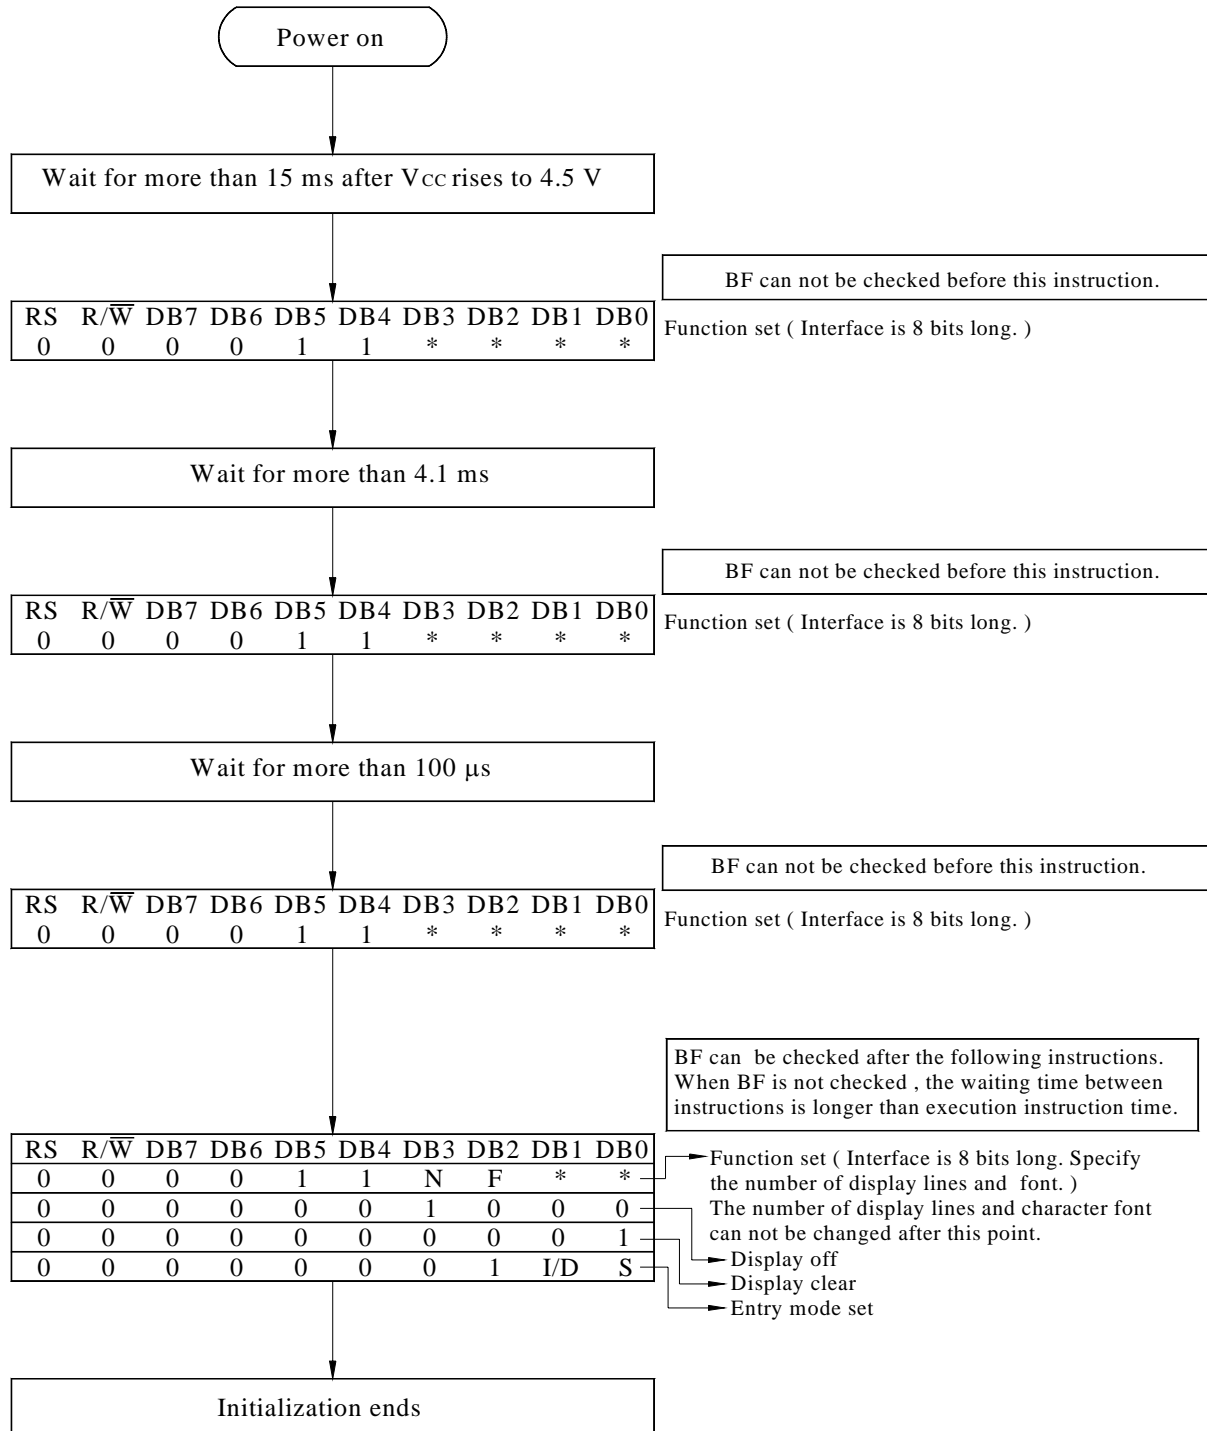 Power on
Wait for more than 15 ms after VCC rises to 4.5 V
BF can not be checked before this instruction.
RS R/W̅ DB7 DB6 DB5 DB4 DB3 DB2 DB1 DB0
0 0 0 0 1 1 * * * *
Function set ( Interface is 8 bits long. )
Wait for more than 4.1 ms
BF can not be checked before this instruction.
RS R/W̅ DB7 DB6 DB5 DB4 DB3 DB2 DB1 DB0
0 0 0 0 1 1 * * * *
Function set ( Interface is 8 bits long. )
Wait for more than 100 μs
BF can not be checked before this instruction.
RS R/W̅ DB7 DB6 DB5 DB4 DB3 DB2 DB1 DB0
0 0 0 0 1 1 * * * *
Function set ( Interface is 8 bits long. )
BF can be checked after the following instructions.
When BF is not checked , the waiting time between
instructions is longer than execution instruction time.
RS R/W̅ DB7 DB6 DB5 DB4 DB3 DB2 DB1 DB0
0 0 0 0 1 1 N F * *
0 0 0 0 0 0 1 0 0 0
0 0 0 0 0 0 0 0 0 1
0 0 0 0 0 0 0 1 I/D S
Function set ( Interface is 8 bits long. Specify
the number of display lines and font. )
The number of display lines and character font
can not be changed after this point.
Display off
Display clear
Entry mode set
Initialization ends